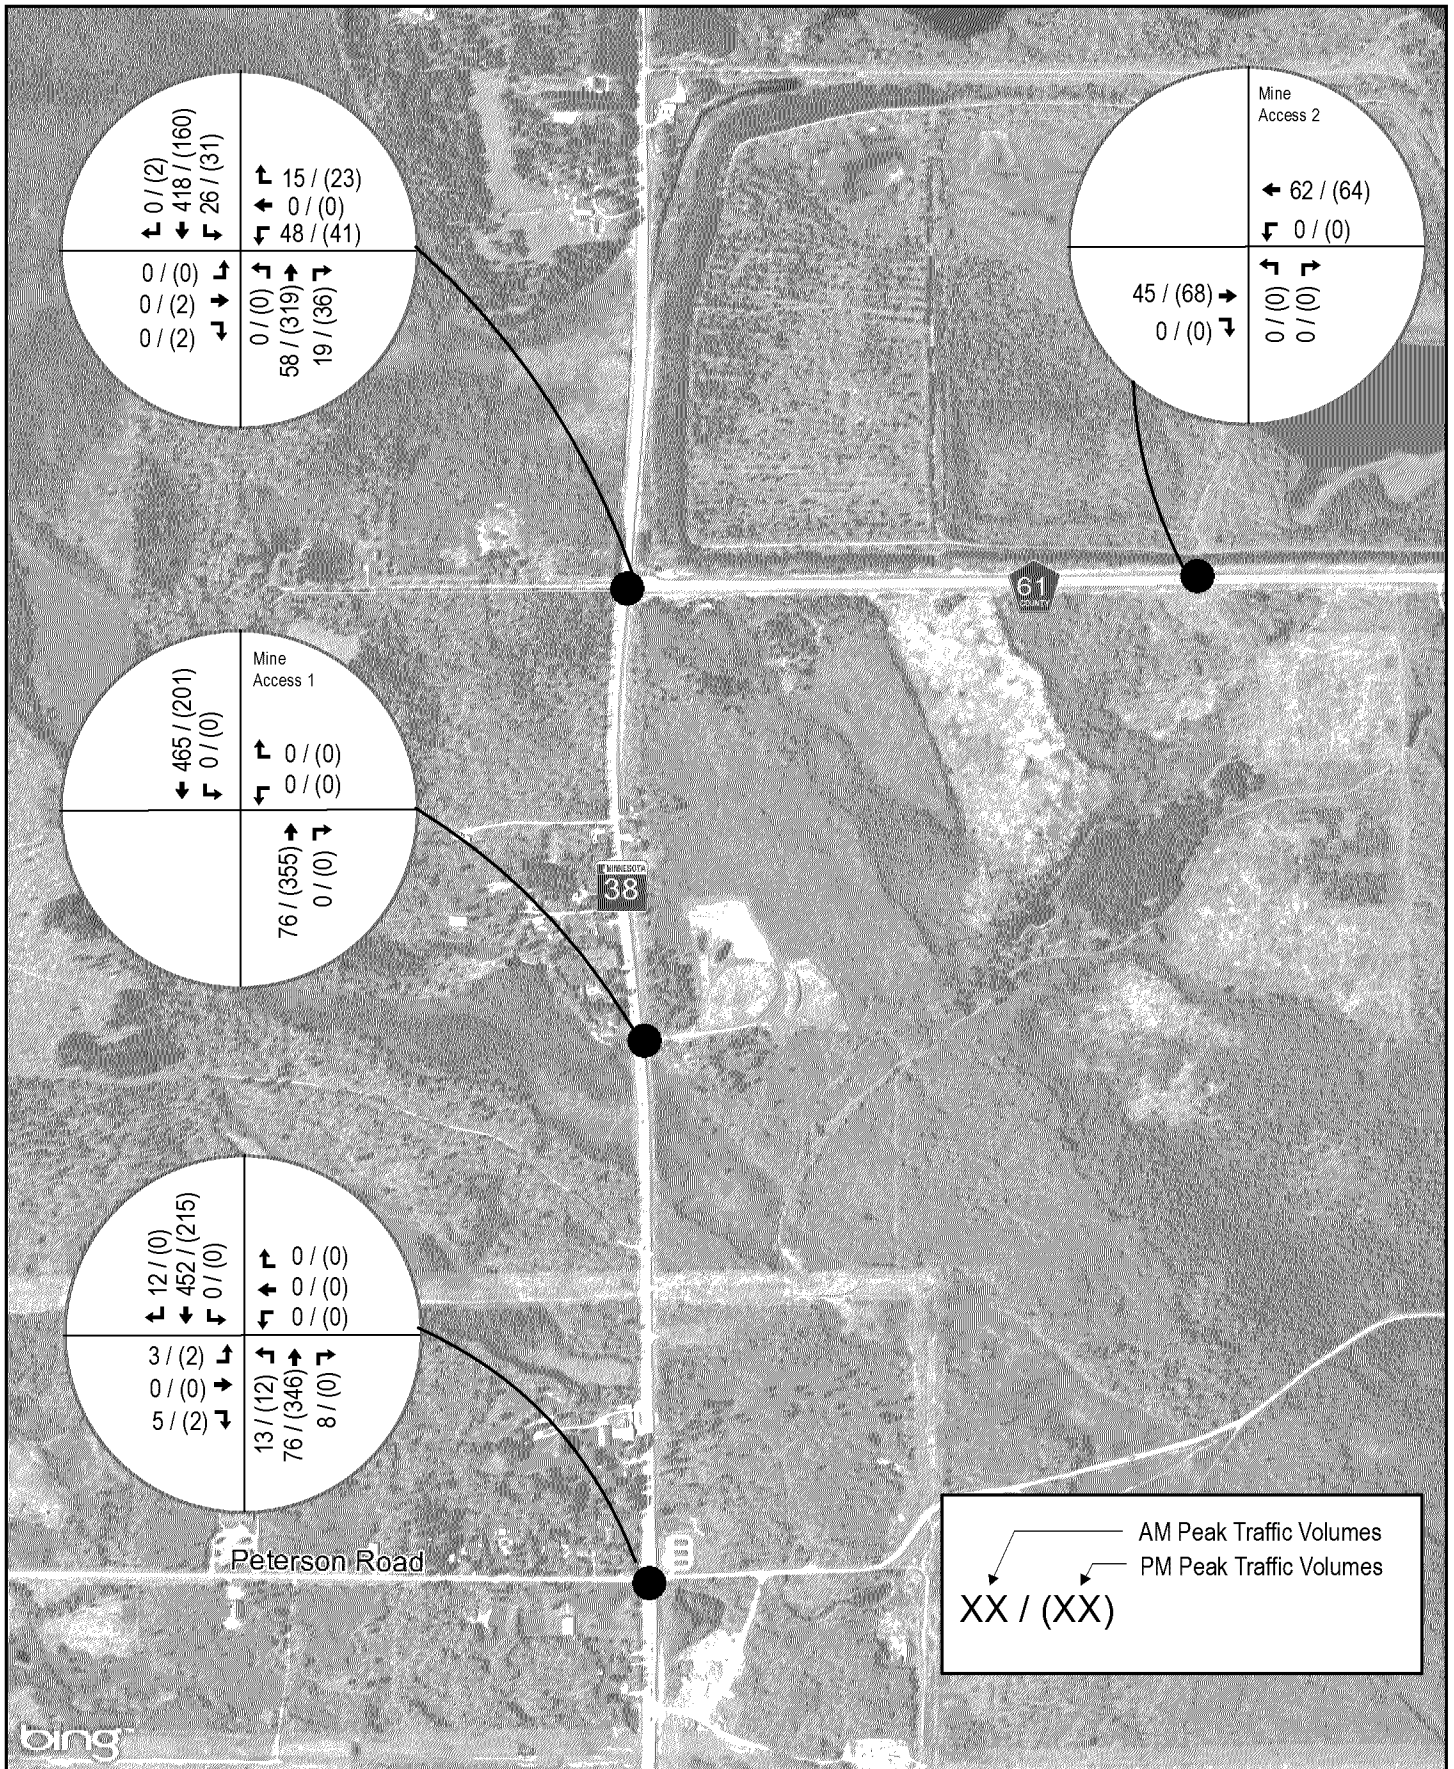 0 / (2)
418 / (160)
26 / (31)
15 / (23)
0 / (0)
48 / (41)
0 / (0)
0 / (2)
0 / (2)
0 / (0)
58 / (319)
19 / (36)
Mine
Access 2
62 / (64)
0 / (0)
45 / (68)
0 / (0)
0 / (0)
0 / (0)
61
COUNTY
465 / (201)
0 / (0)
Mine
Access 1
0 / (0)
0 / (0)
76 / (355)
0 / (0)
MINNESOTA
38
12 / (0)
452 / (215)
0 / (0)
0 / (0)
0 / (0)
0 / (0)
3 / (2)
0 / (0)
5 / (2)
13 / (12)
76 / (346)
8 / (0)
Peterson Road
AM Peak Traffic Volumes
PM Peak Traffic Volumes
XX / (XX)
bing™